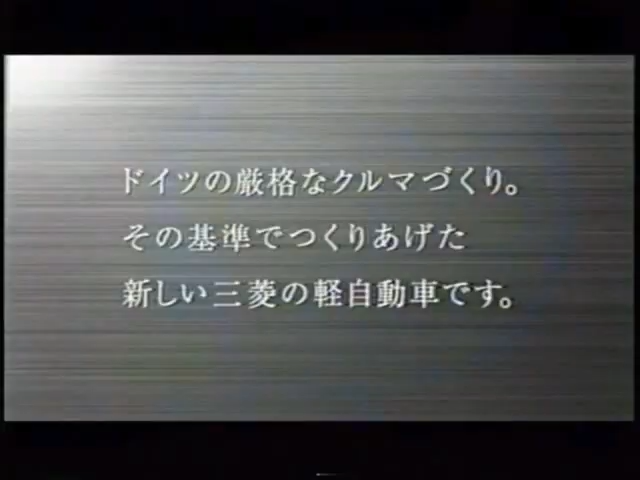 ドイツの厳格なクルマづくり。
その基準でつくりあげた
新しい三菱の軽自動車です。